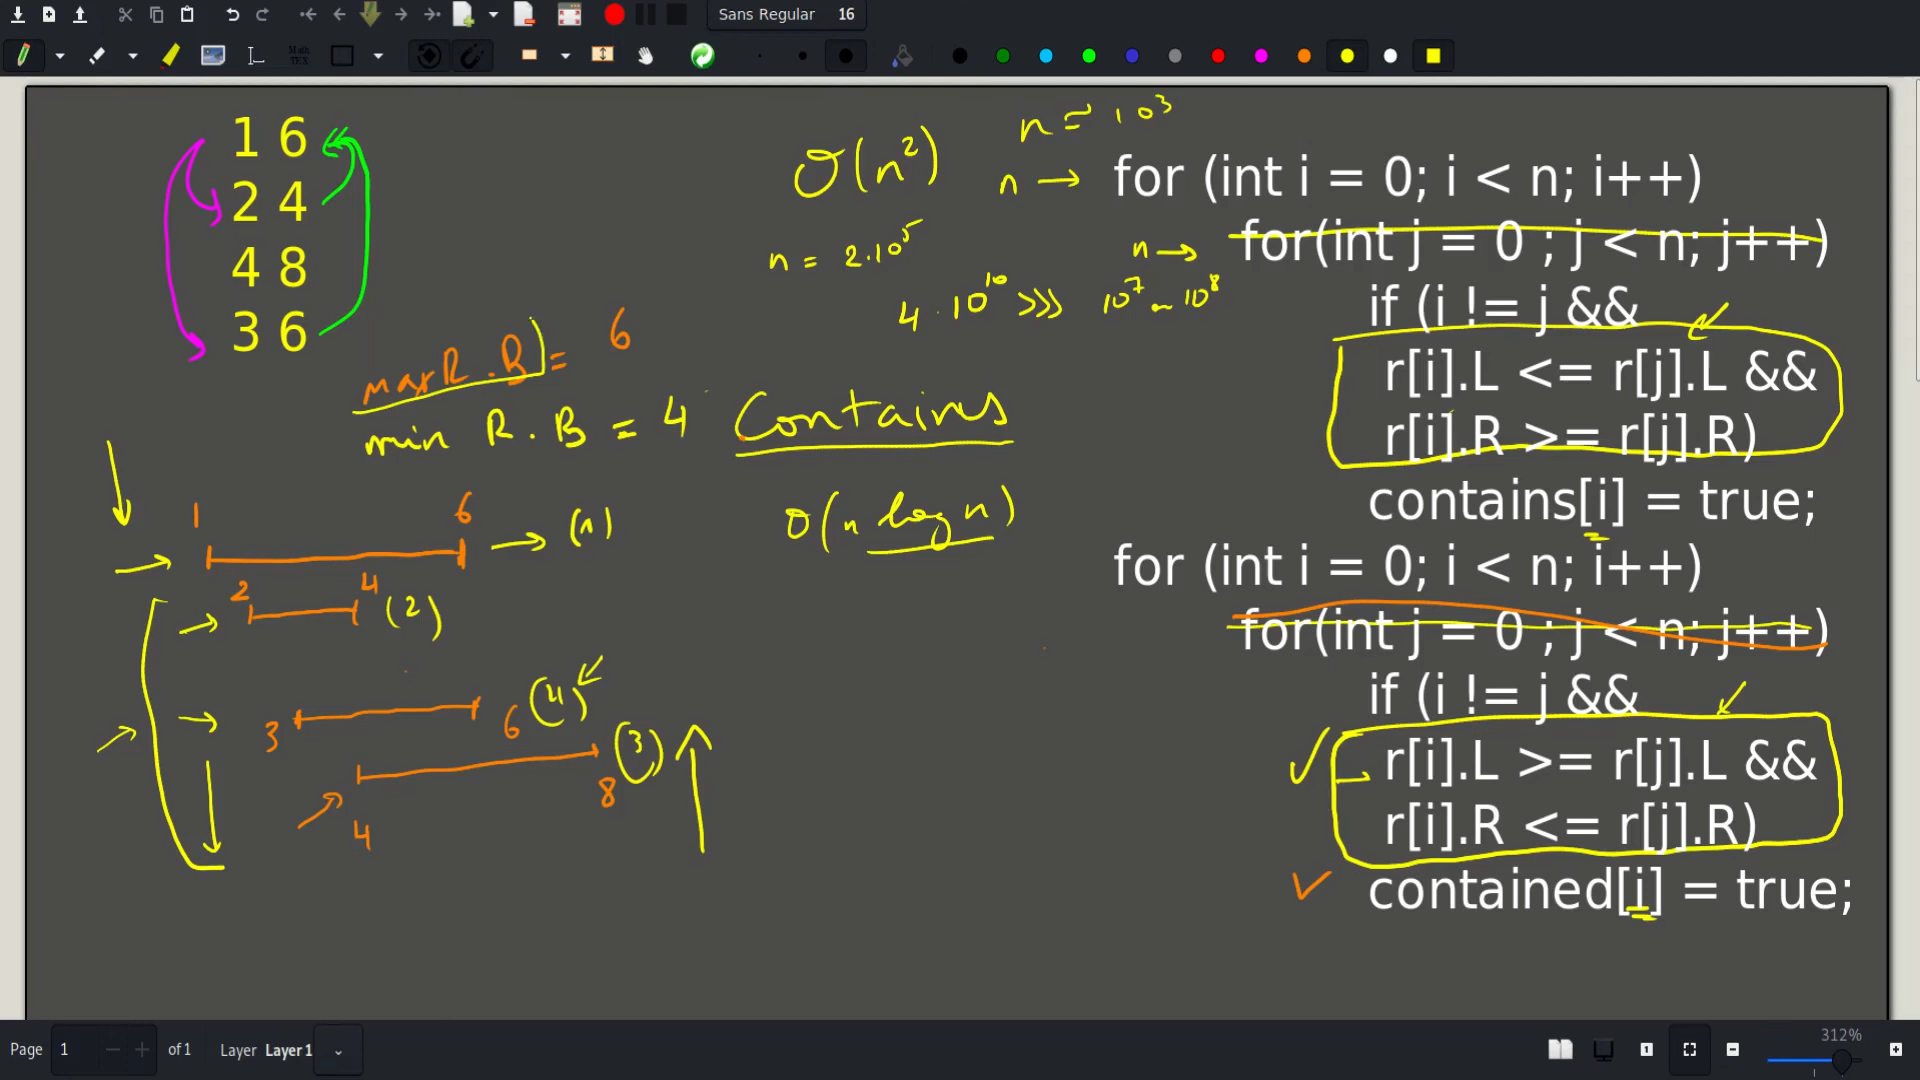 Sans Regular 16
1 6
2 4
4 8
3 6
O(n²)
n = 10³
n →
n = 2·10⁵
n →
4·10¹⁰ >>> 10⁷ ~ 10⁸
max R.B = 6
min R.B = 4
Contains
O(n log n)
1 6
2 4 (2)
3 6 (4)
4 8 (3)
for (int i = 0; i < n; i++)
for(int j = 0 ; j < n; j++)
if (i != j &&
r[i].L <= r[j].L &&
r[i].R >= r[j].R)
contains[i] = true;
for (int i = 0; i < n; i++)
for(int j = 0 ; j < n; j++)
if (i != j &&
r[i].L >= r[j].L &&
r[i].R <= r[j].R)
contained[i] = true;
Page 1 of 1 Layer Layer 1
312%